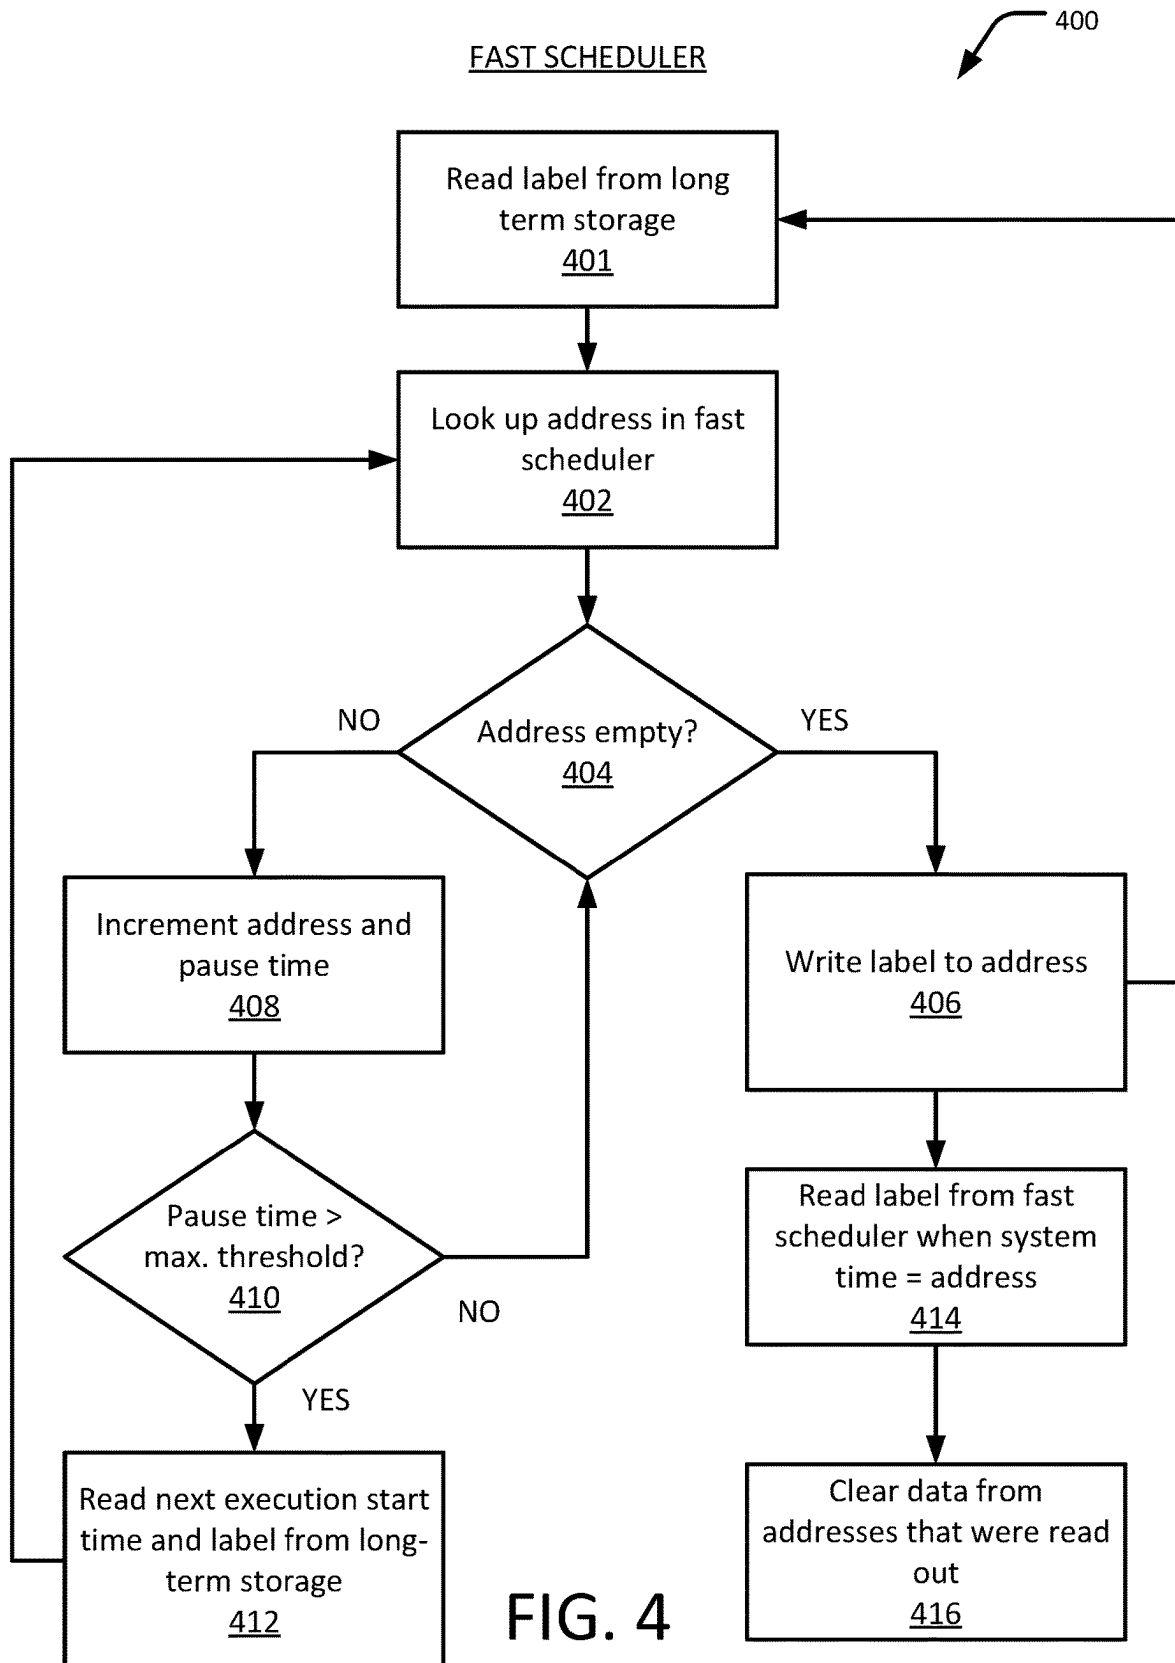 400
FAST SCHEDULER
Read label from long
term storage
401
Look up address in fast
scheduler
402
NO
YES
Address empty?
404
Increment address and
pause time
408
Write label to address
406
Pause time >
max. threshold?
410
NO
YES
Read label from fast
scheduler when system
time = address
414
Read next execution start
time and label from long-
term storage
412
Clear data from
addresses that were read
out
416
FIG. 4